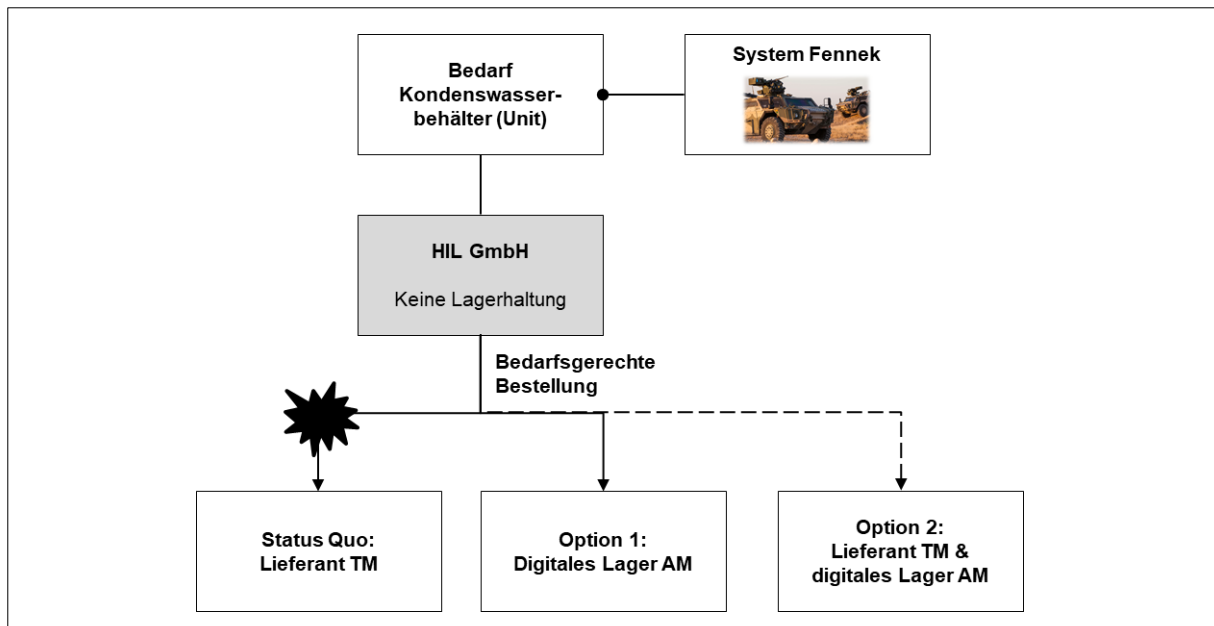 Bedarf
Kondenswasser-
behälter (Unit)
System Fennek
HIL GmbH
Keine Lagerhaltung
Bedarfsgerechte
Bestellung
Status Quo:
Lieferant TM
Option 1:
Digitales Lager AM
Option 2:
Lieferant TM &
digitales Lager AM